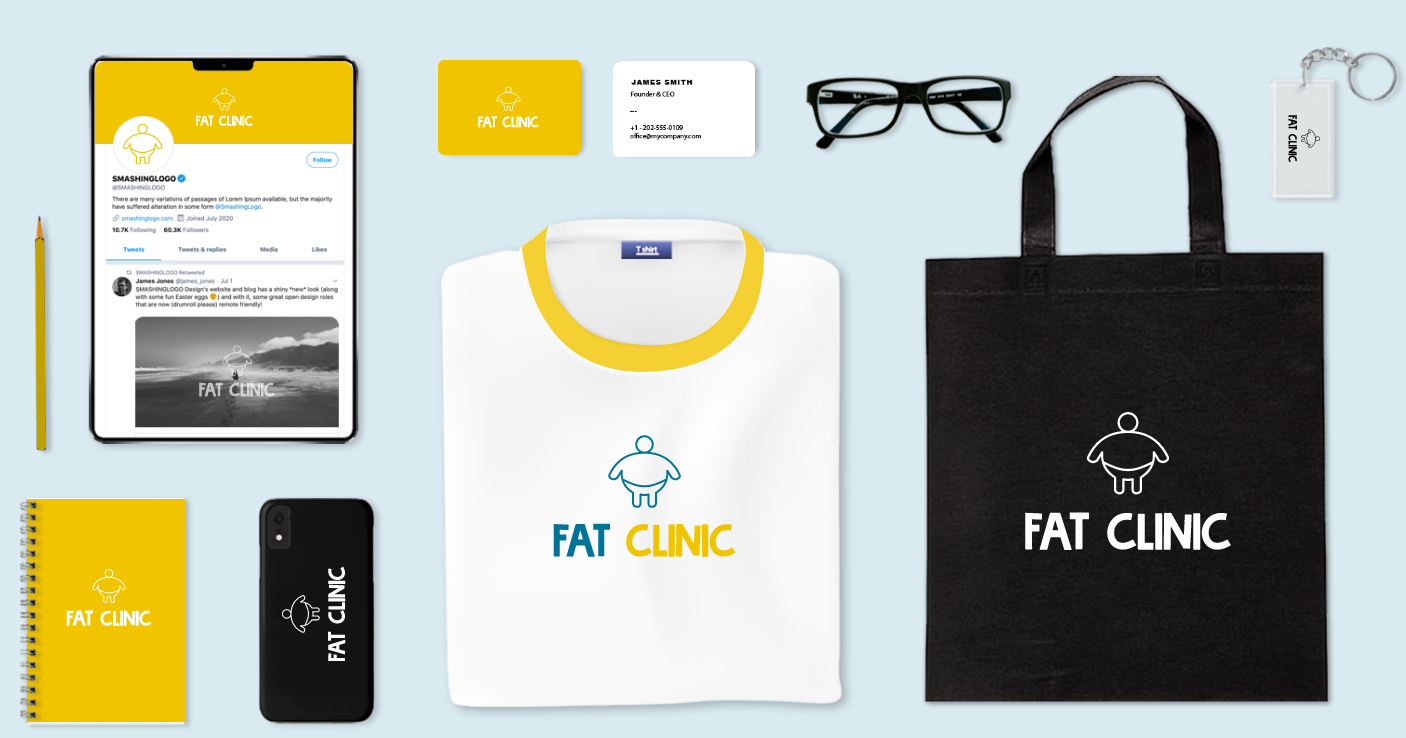 FAT CLINIC
Follow
SMASHINGLOGO
@SMASHINGLOGO
There are many variations of passages of Lorem Ipsum available, but the majority
have suffered alteration in some form @SmashingLogo.
smashinglogo.com Joined July 2020
10.7K Following 60.3K Followers
Tweets Tweets & replies Media Likes
SMASHINGLOGO Retweeted
James Jones @james_jones · Jul 1
SMASHINGLOGO Design's website and blog has a shiny *new* look (along
with some fun Easter eggs 😍) and with it, some great open design roles
that are now (drumroll please) remote friendly!
FAT CLINIC
FAT CLINIC
JAMES SMITH
Founder & CEO
---
+1 - 202-555-0109
office@mycompany.com
FAT CLINIC
T shirt
FAT CLINIC
FAT CLINIC
FAT CLINIC
FAT CLINIC